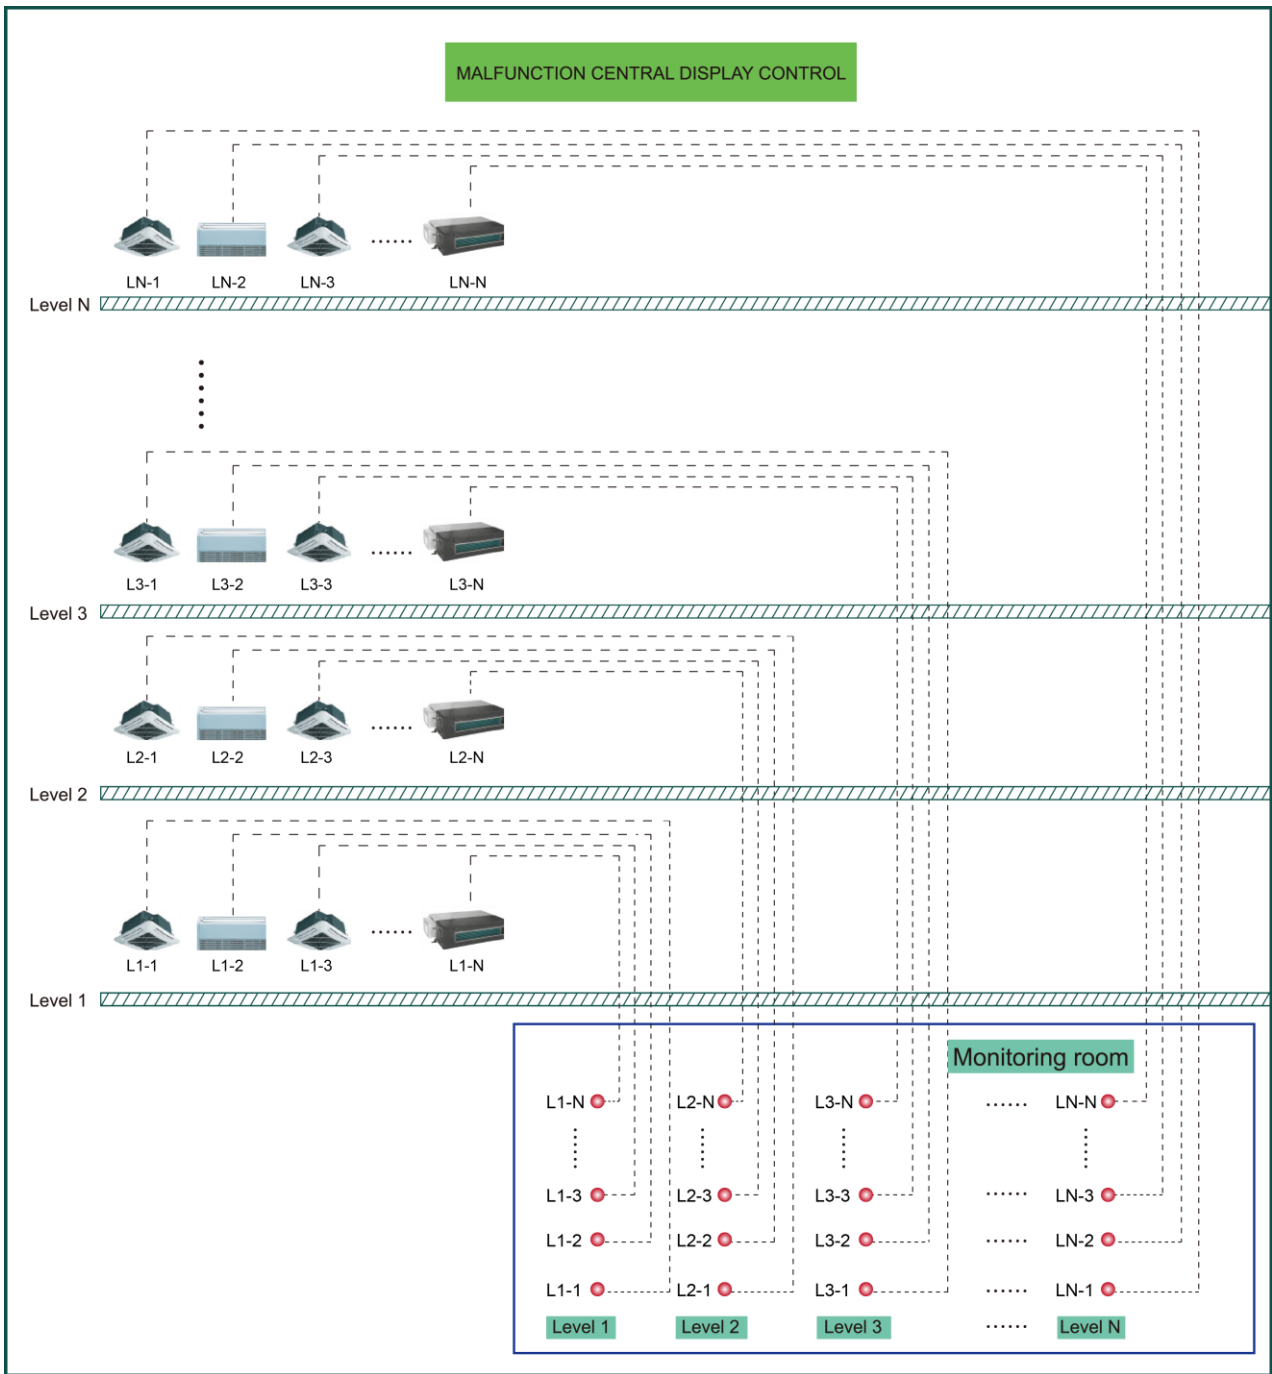 MALFUNCTION CENTRAL DISPLAY CONTROL
LN-1 LN-2 LN-3 ...... LN-N
Level N
......
L3-1 L3-2 L3-3 ...... L3-N
Level 3
L2-1 L2-2 L2-3 ...... L2-N
Level 2
L1-1 L1-2 L1-3 ...... L1-N
Level 1
Monitoring room
L1-N L2-N L3-N ...... LN-N
L1-3 L2-3 L3-3 ...... LN-3
L1-2 L2-2 L3-2 ...... LN-2
L1-1 L2-1 L3-1 ...... LN-1
Level 1 Level 2 Level 3 ...... Level N